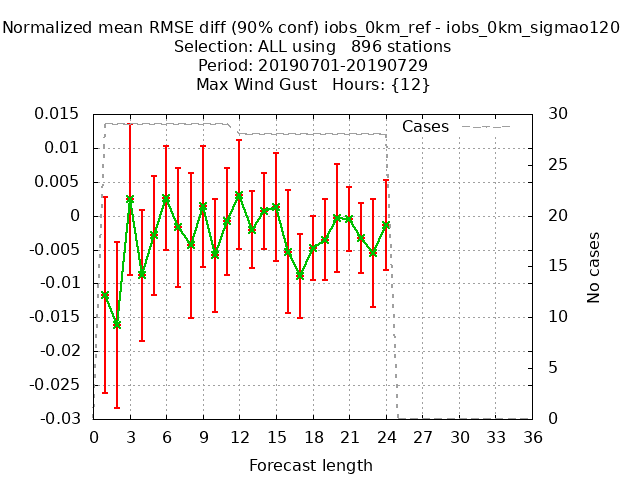 Normalized mean RMSE diff (90% conf) iobs_0km_ref - iobs_0km_sigmao120
Selection: ALL using   896 stations
Period: 20190701-20190729
Max Wind Gust   Hours: {12}
Cases
0.015
0.01
0.005
0
-0.005
-0.01
-0.015
-0.02
-0.025
-0.03
30
25
20
15
10
5
0
No cases
0 3 6 9 12 15 18 21 24 27 30 33 36
Forecast length